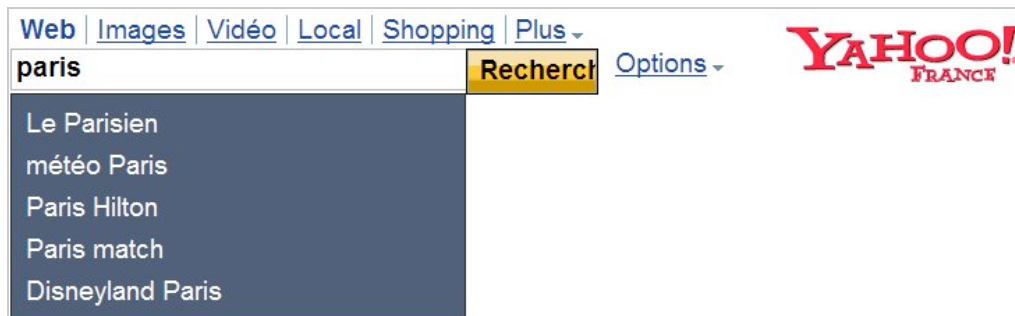 Web Images Vidéo Local Shopping Plus
paris Recherch Options
YAHOO!
FRANCE
Le Parisien
météo Paris
Paris Hilton
Paris match
Disneyland Paris